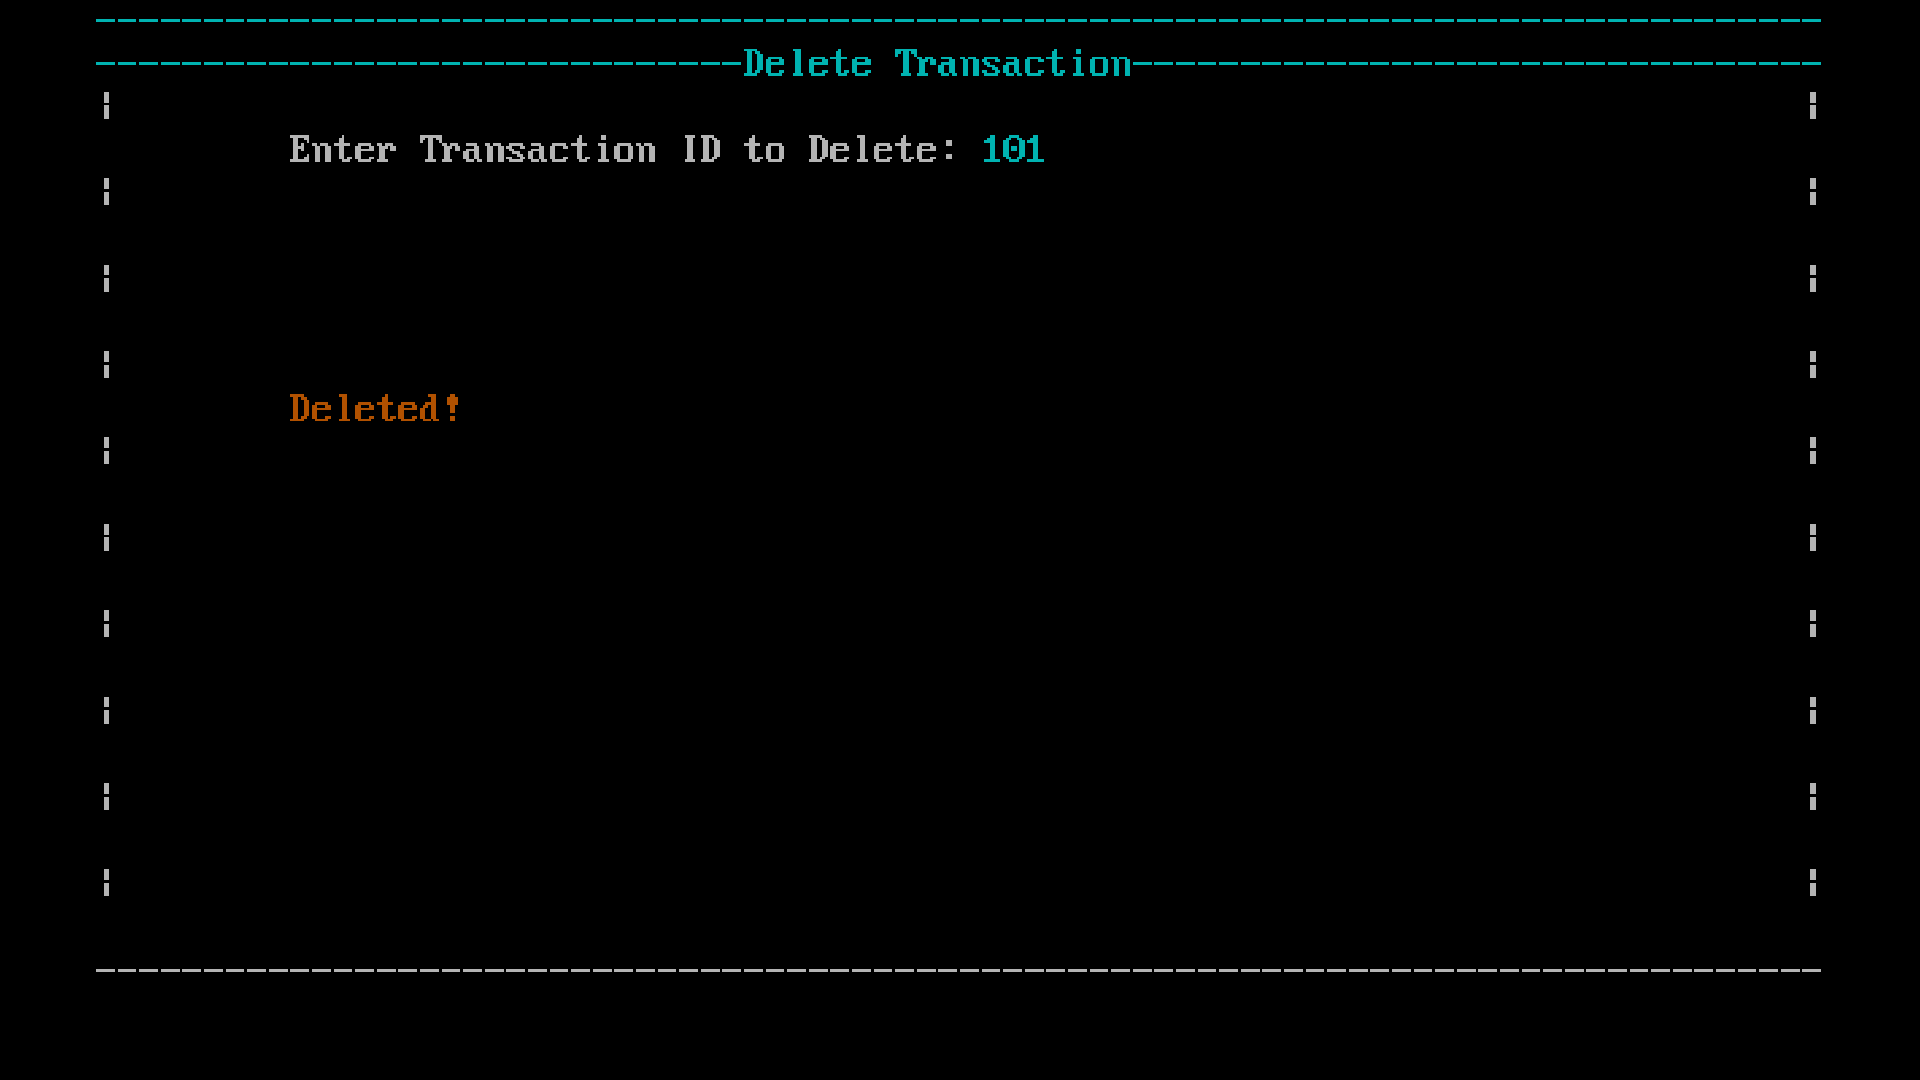 Delete Transaction
Enter Transaction ID to Delete: 101
Deleted!